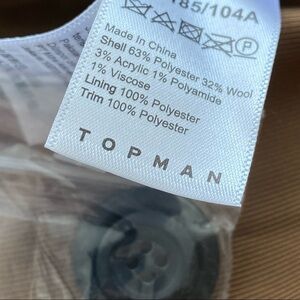 185/104A
Made in China
Shell 63% Polyester 32% Wool
3% Acrylic 1% Polyamide
1% Viscose
Lining 100% Polyester
Trim 100% Polyester
TOPMAN